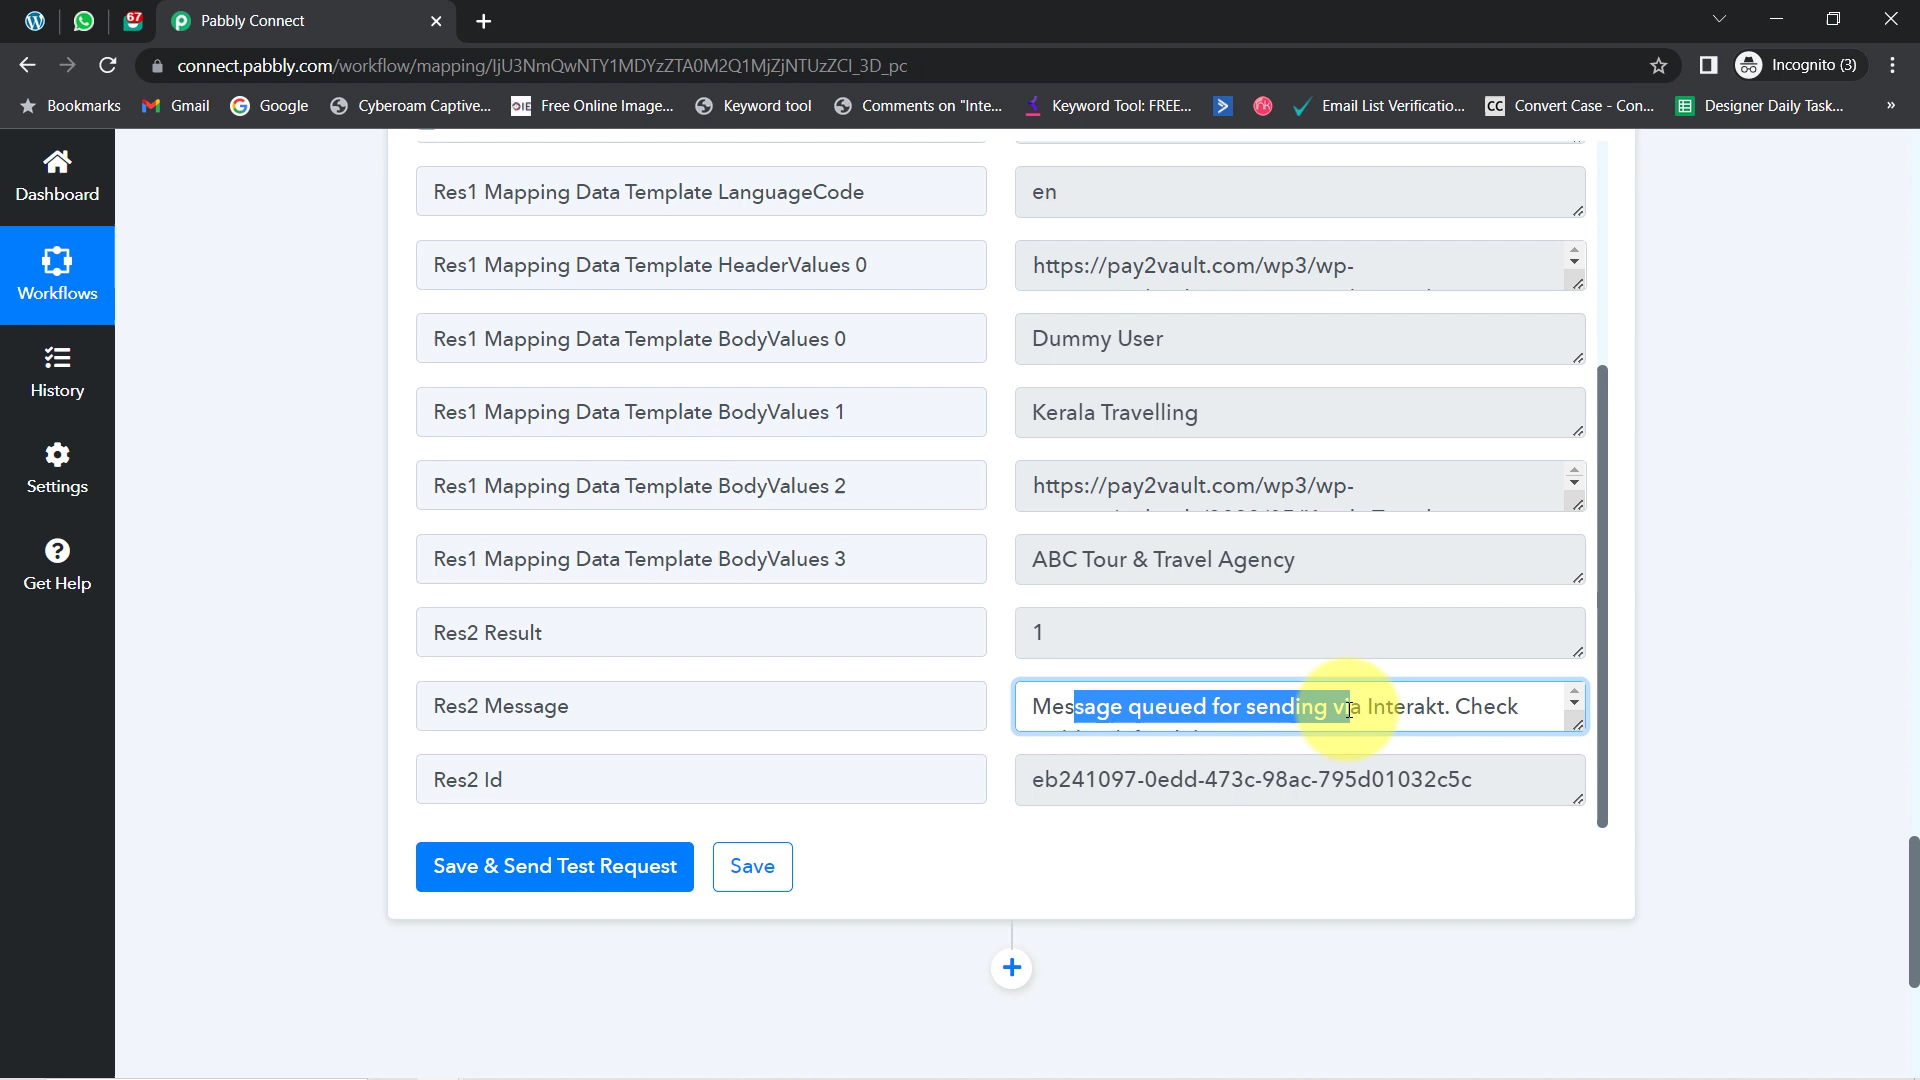 67
Pabbly Connect
connect.pabbly.com/workflow/mapping/IjU3NmQwNTY1MDYzZTA0M2Q1MjZjNTUzZCI_3D_pc
Incognito (3)
Bookmarks
Gmail
Google
Cyberoam Captive...
OIE Free Online Image...
Keyword tool
Comments on "Inte...
Keyword Tool: FREE...
Email List Verificatio...
CC Convert Case - Con...
Designer Daily Task...
»
Dashboard
Workflows
History
Settings
Get Help
Res1 Mapping Data Template LanguageCode
en
Res1 Mapping Data Template HeaderValues 0
https://pay2vault.com/wp3/wp-
Res1 Mapping Data Template BodyValues 0
Dummy User
Res1 Mapping Data Template BodyValues 1
Kerala Travelling
Res1 Mapping Data Template BodyValues 2
https://pay2vault.com/wp3/wp-
Res1 Mapping Data Template BodyValues 3
ABC Tour & Travel Agency
Res2 Result
1
Res2 Message
Message queued for sending via Interakt. Check
Res2 Id
eb241097-0edd-473c-98ac-795d01032c5c
Save & Send Test Request
Save